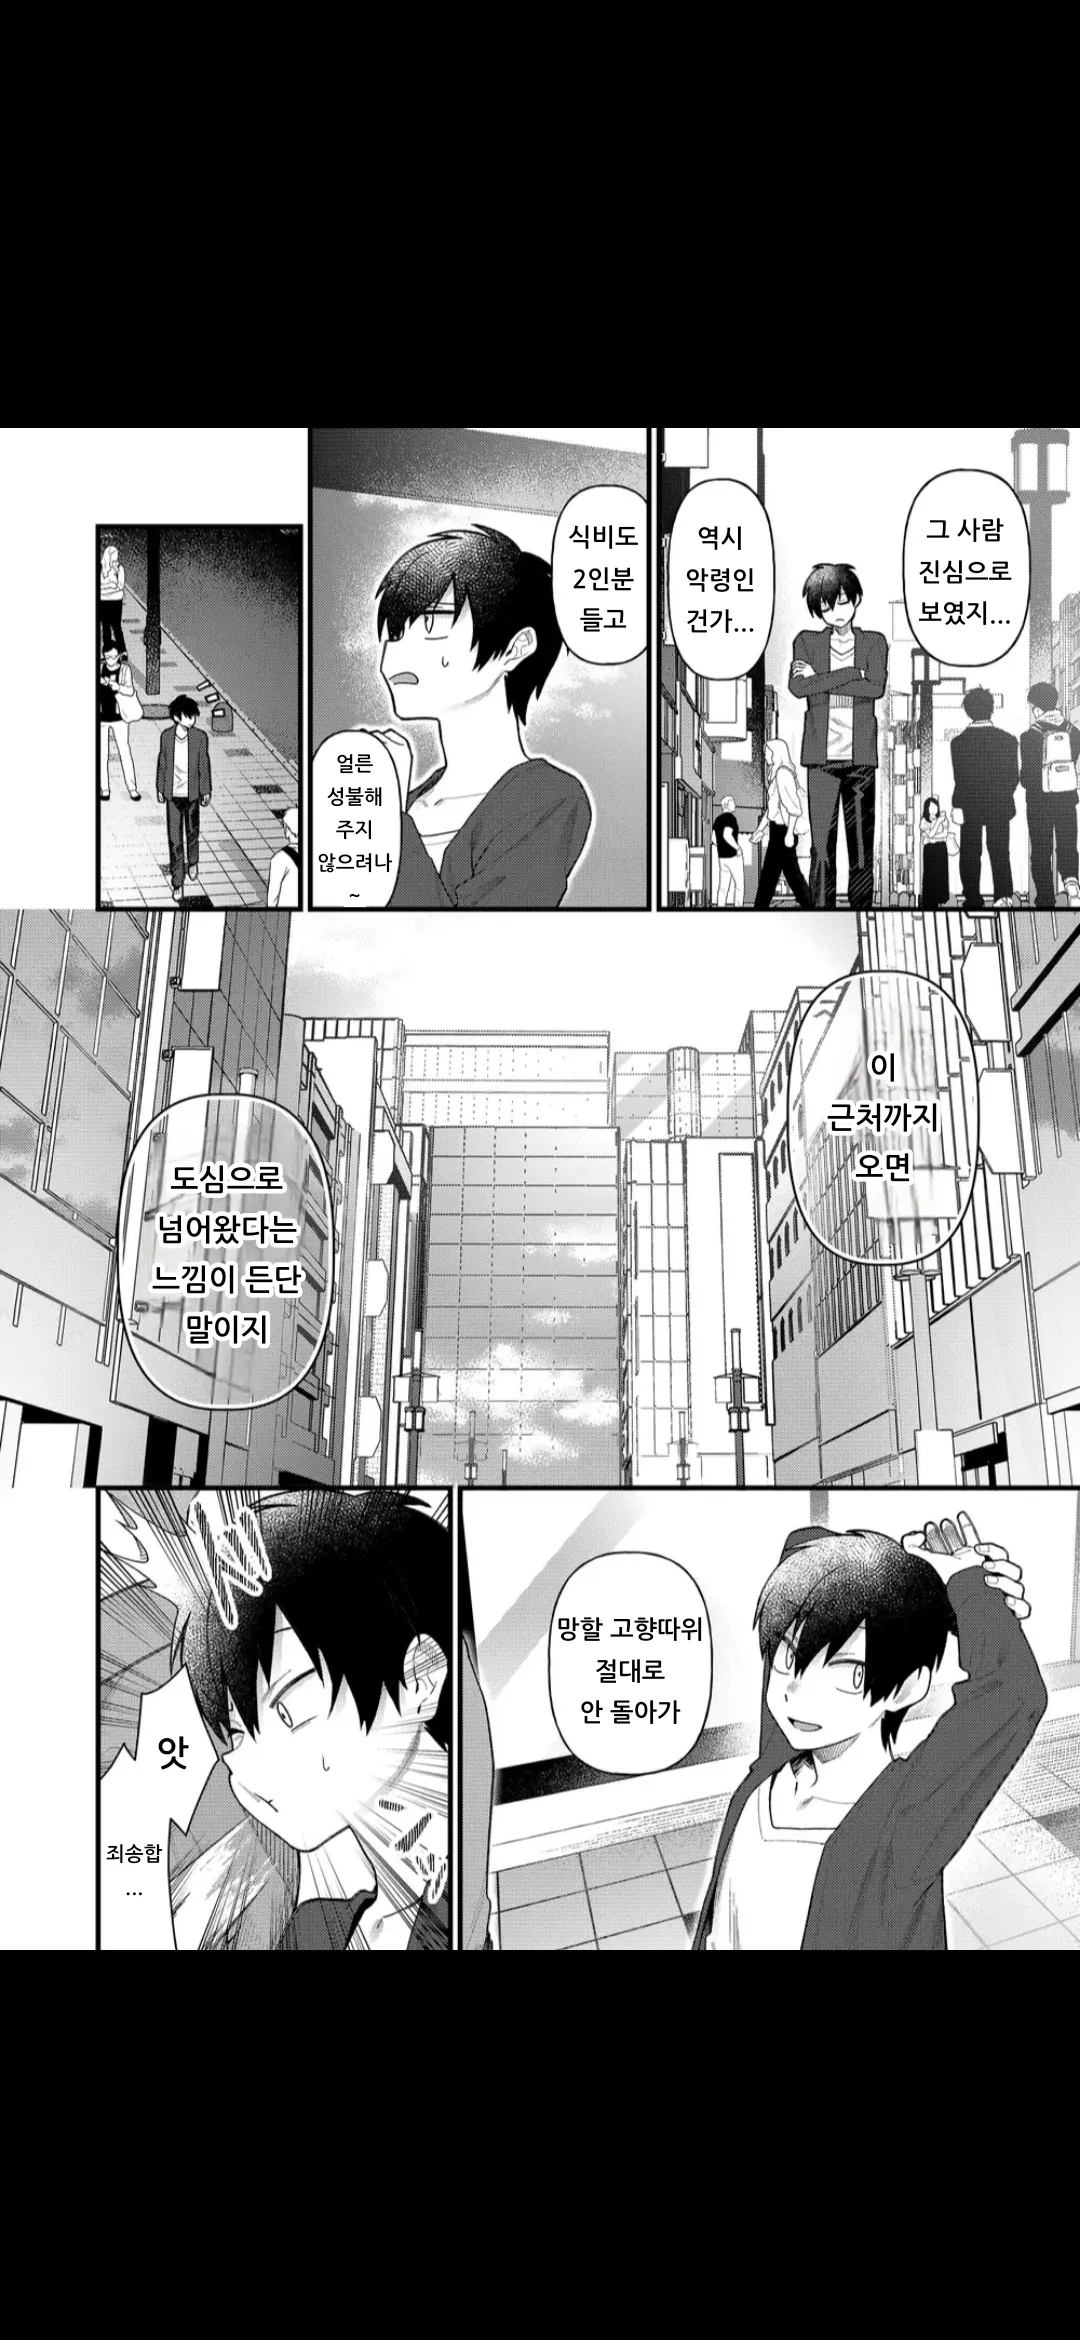 그 사람
진심으로
보였지...
역시
악령인
건가...
식비도
2인분
들고
얼른
성불해
주지
않으려나
~
이
근처까지
오면
도심으로
넘어왔다는
느낌이 든단
말이지
망할 고향따위
절대로
안 돌아가
앗
죄송합
...